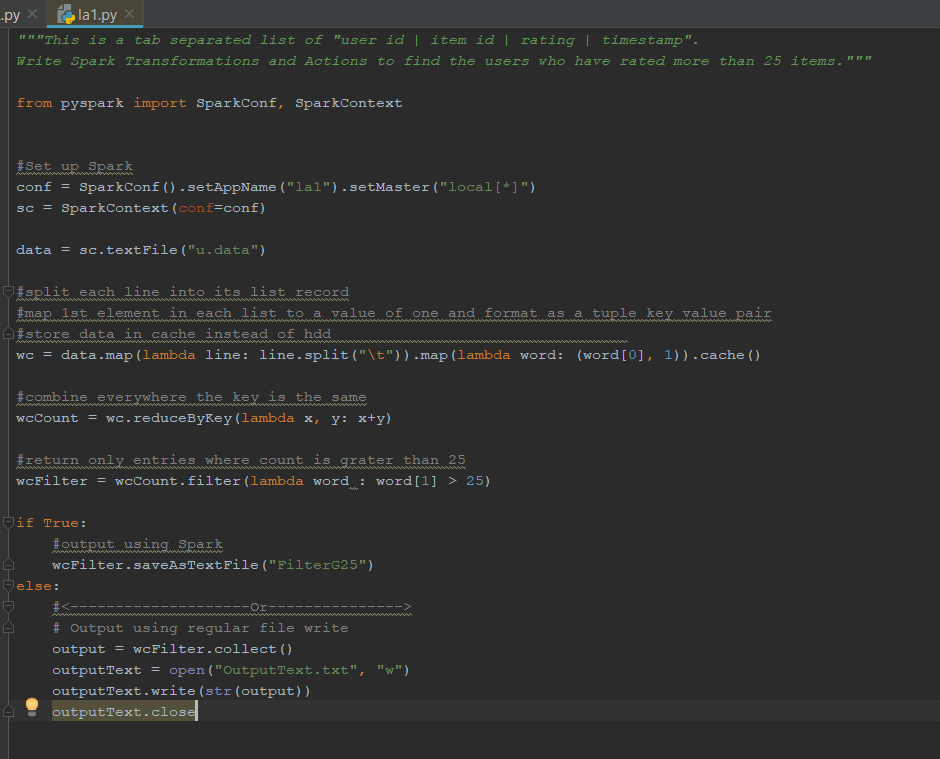 .py
la1.py
"""This is a tab separated list of "user id | item id | rating | timestamp".
Write Spark Transformations and Actions to find the users who have rated more than 25 items."""
from pyspark import SparkConf, SparkContext
#Set up Spark
conf = SparkConf().setAppName("la1").setMaster("local[*]")
sc = SparkContext(conf=conf)
data = sc.textFile("u.data")
#split each line into its list record
#map 1st element in each list to a value of one and format as a tuple key value pair
#store data in cache instead of hdd
wc = data.map(lambda line: line.split("\t")).map(lambda word: (word[0], 1)).cache()
#combine everywhere the key is the same
wcCount = wc.reduceByKey(lambda x, y: x+y)
#return only entries where count is grater than 25
wcFilter = wcCount.filter(lambda word : word[1] > 25)
if True:
    #output using Spark
    wcFilter.saveAsTextFile("FilterG25")
else:
    #<--------------------Or--------------->
    # Output using regular file write
    output = wcFilter.collect()
    outputText = open("OutputText.txt", "w")
    outputText.write(str(output))
    outputText.close